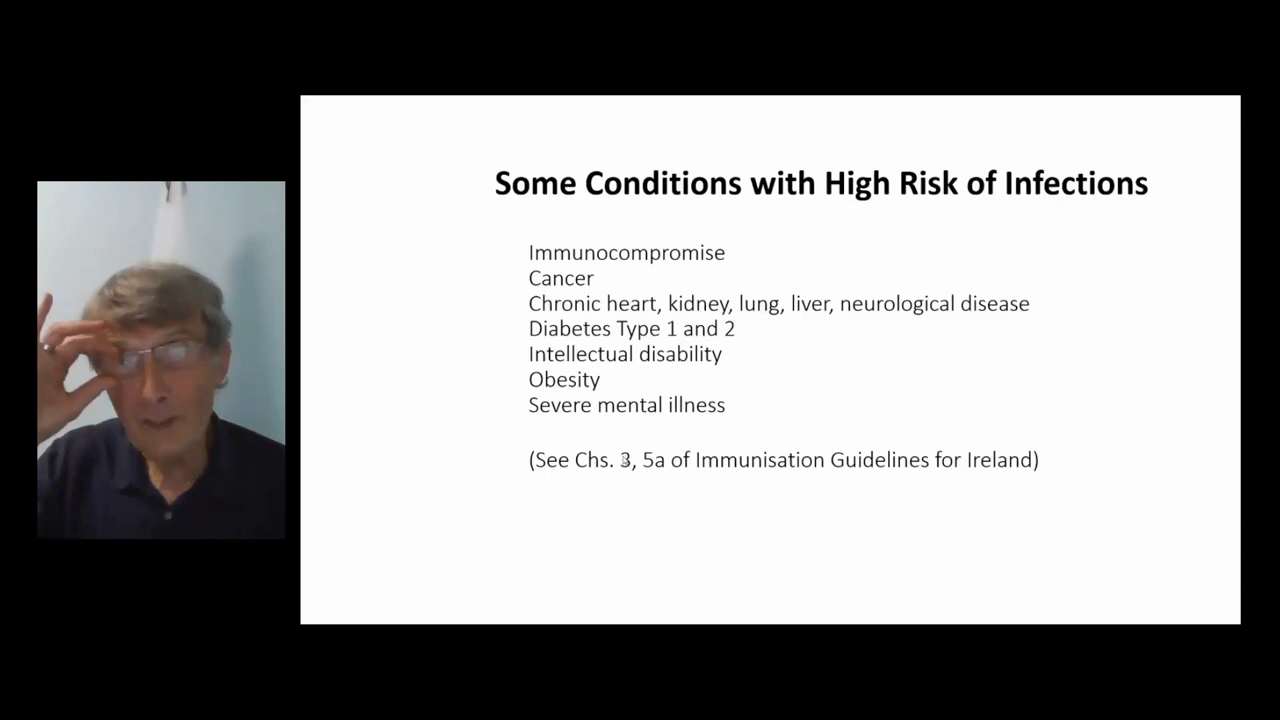 Some Conditions with High Risk of Infections
Immunocompromise
Cancer
Chronic heart, kidney, lung, liver, neurological disease
Diabetes Type 1 and 2
Intellectual disability
Obesity
Severe mental illness
(See Chs. 3, 5a of Immunisation Guidelines for Ireland)